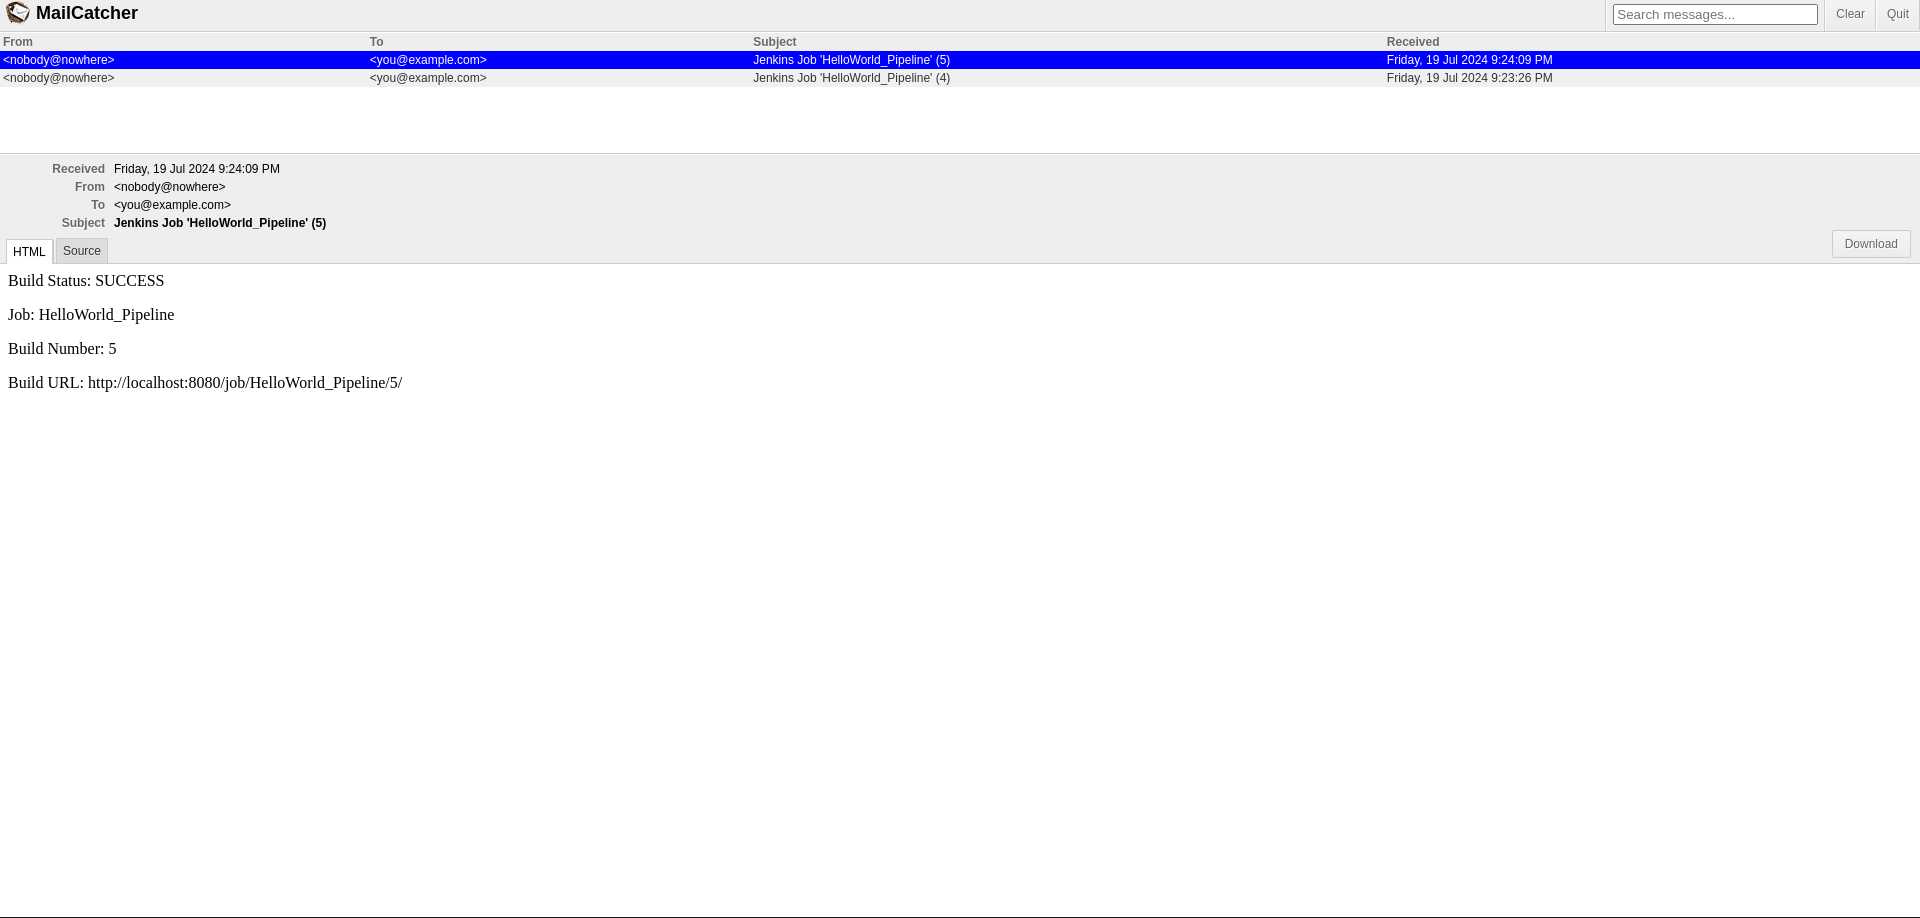 MailCatcher Search messages... Clear Quit
From To Subject Received
<nobody@nowhere> <you@example.com> Jenkins Job 'HelloWorld_Pipeline' (5) Friday, 19 Jul 2024 9:24:09 PM
<nobody@nowhere> <you@example.com> Jenkins Job 'HelloWorld_Pipeline' (4) Friday, 19 Jul 2024 9:23:26 PM
Received Friday, 19 Jul 2024 9:24:09 PM
From <nobody@nowhere>
To <you@example.com>
Subject Jenkins Job 'HelloWorld_Pipeline' (5)
HTML Source Download
Build Status: SUCCESS
Job: HelloWorld_Pipeline
Build Number: 5
Build URL: http://localhost:8080/job/HelloWorld_Pipeline/5/